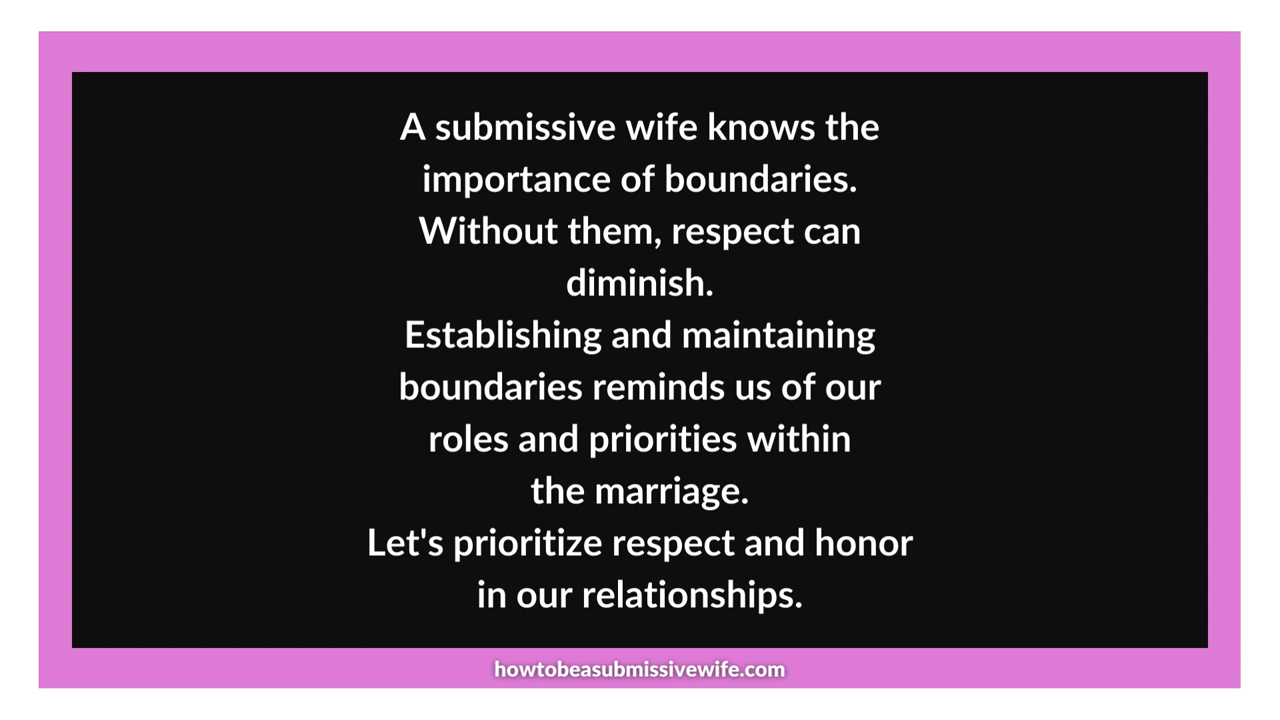 A submissive wife knows the
importance of boundaries.
Without them, respect can
diminish.
Establishing and maintaining
boundaries reminds us of our
roles and priorities within
the marriage.
Let's prioritize respect and honor
in our relationships.
howtobeasubmissivewife.com